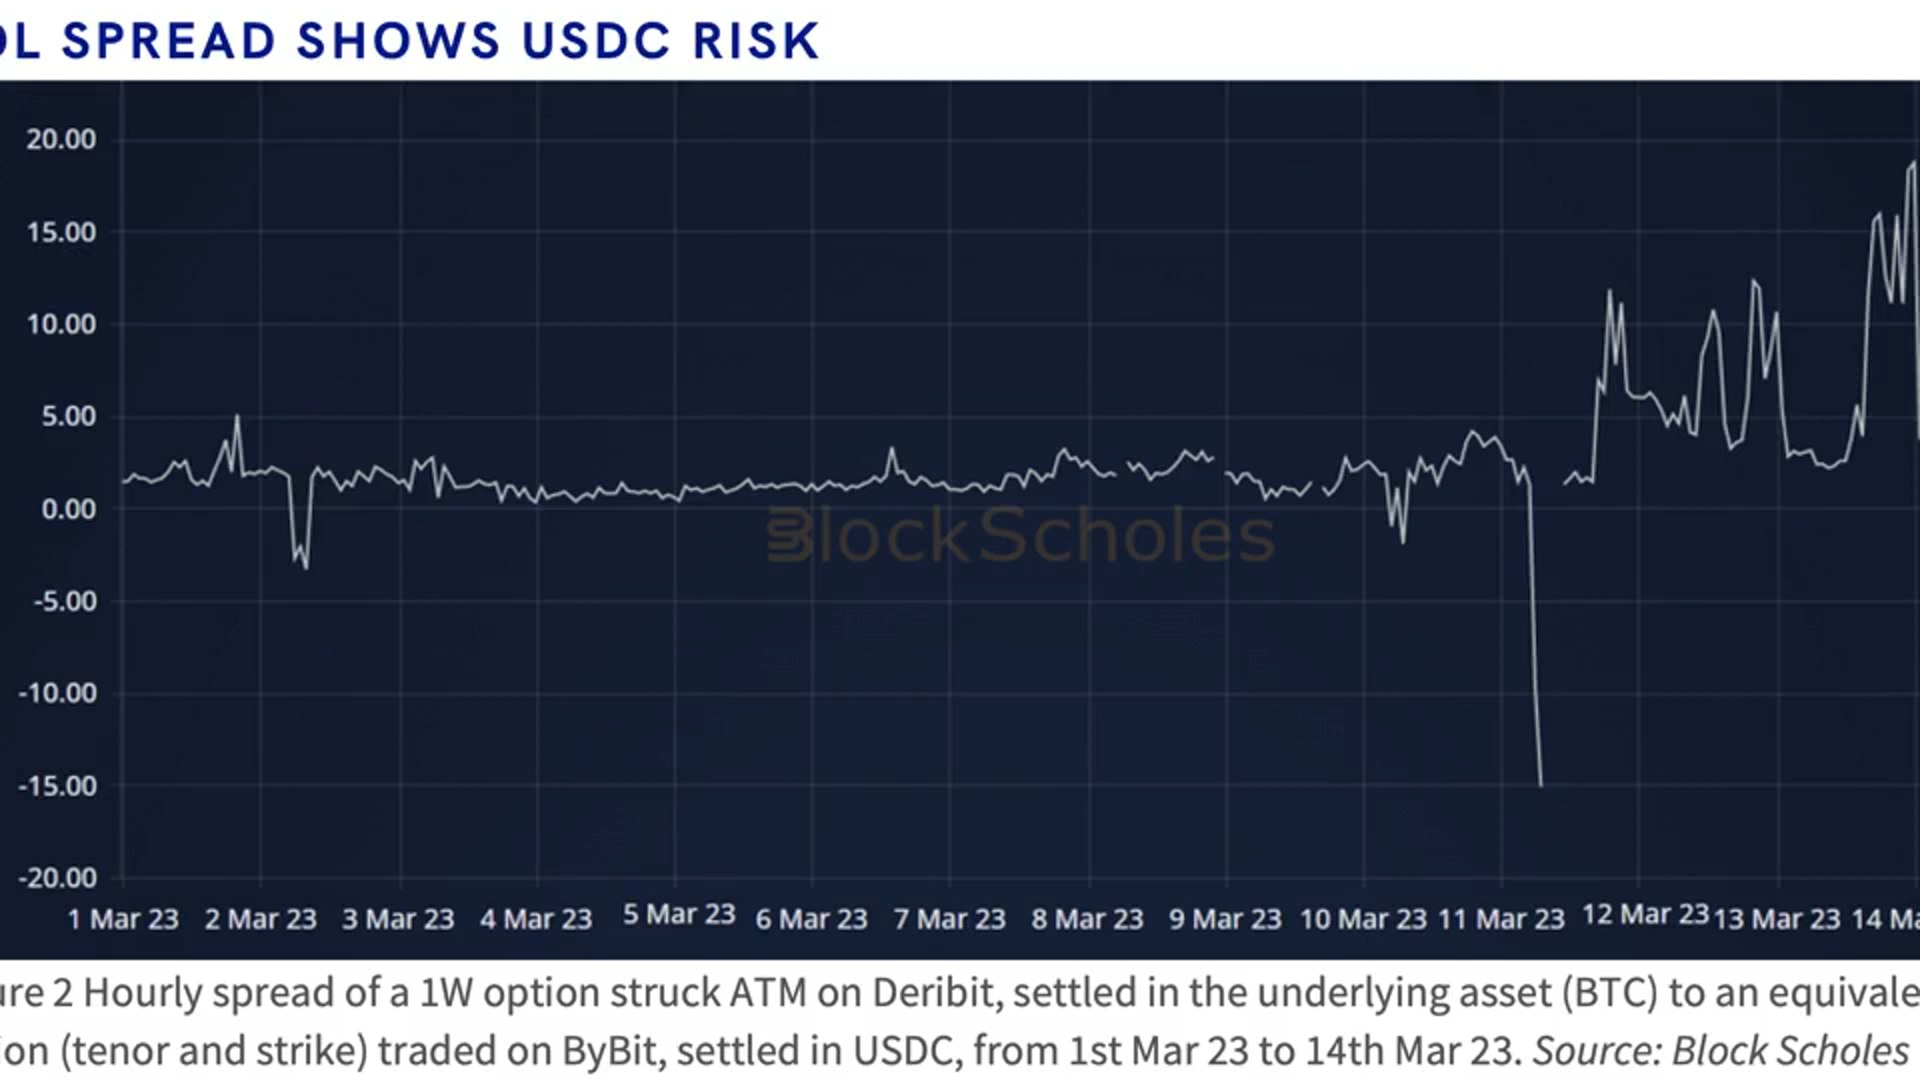 OL SPREAD SHOWS USDC RISK
20.00
15.00
10.00
5.00
0.00
-5.00
-10.00
-15.00
-20.00
BlockScholes
1 Mar 23 2 Mar 23 3 Mar 23 4 Mar 23 5 Mar 23 6 Mar 23 7 Mar 23 8 Mar 23 9 Mar 23 10 Mar 23 11 Mar 23 12 Mar 23 13 Mar 23 14 Ma
ure 2 Hourly spread of a 1W option struck ATM on Deribit, settled in the underlying asset (BTC) to an equivale
on (tenor and strike) traded on ByBit, settled in USDC, from 1st Mar 23 to 14th Mar 23. Source: Block Scholes